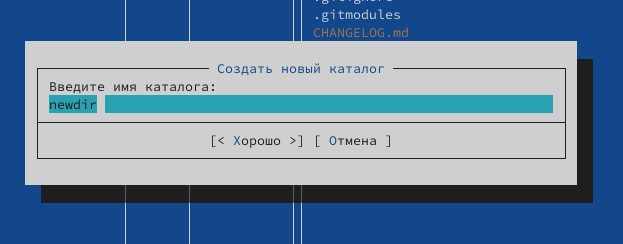 .gitmodules
CHANGELOG.md
Создать новый каталог
Введите имя каталога:
newdir
[< Хорошо >] [ Отмена ]